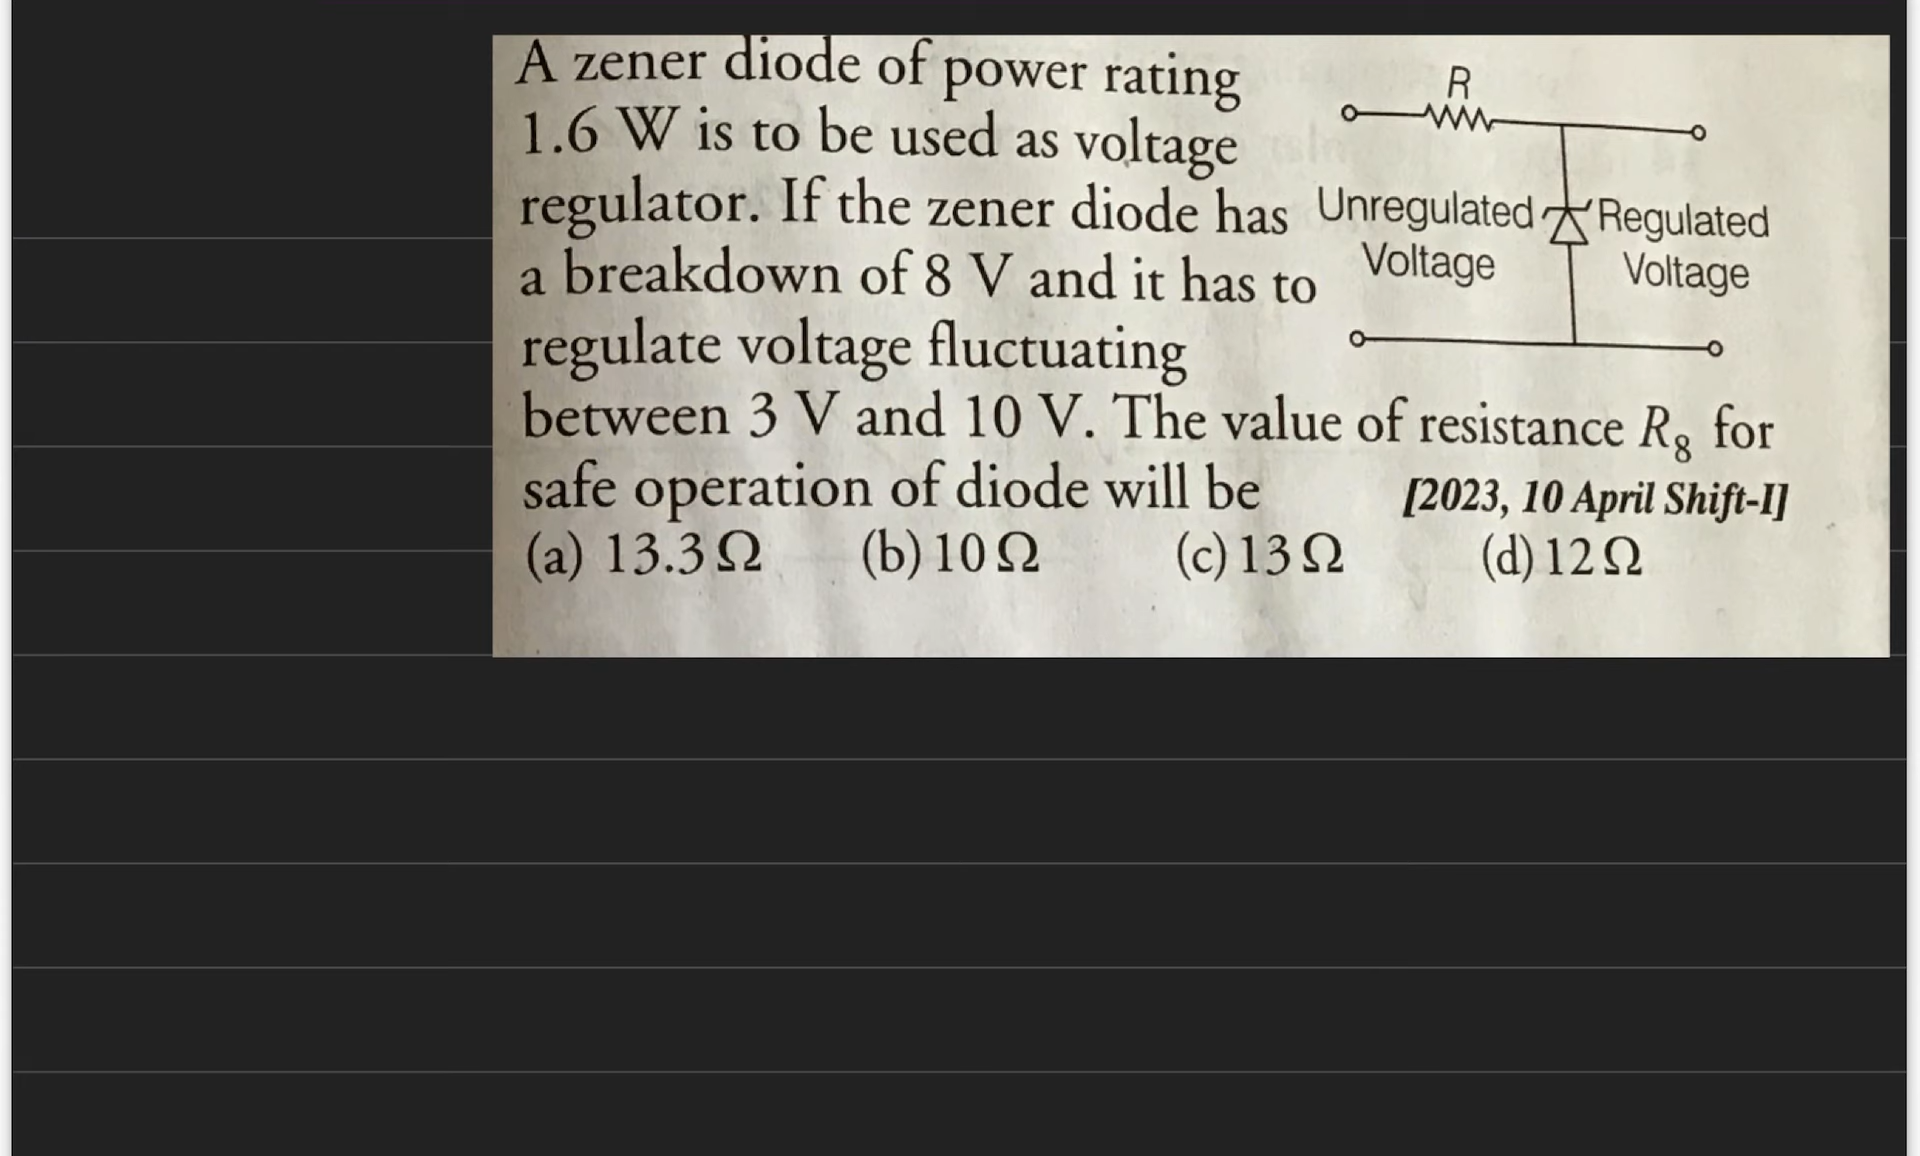 A zener diode of power rating
1.6 W is to be used as voltage
regulator. If the zener diode has
a breakdown of 8 V and it has to
regulate voltage fluctuating
between 3 V and 10 V. The value of resistance R₈ for
safe operation of diode will be
[2023, 10 April Shift-I]
(a) 13.3 Ω (b) 10 Ω (c) 13 Ω (d) 12 Ω
R
Unregulated
Voltage
Regulated
Voltage